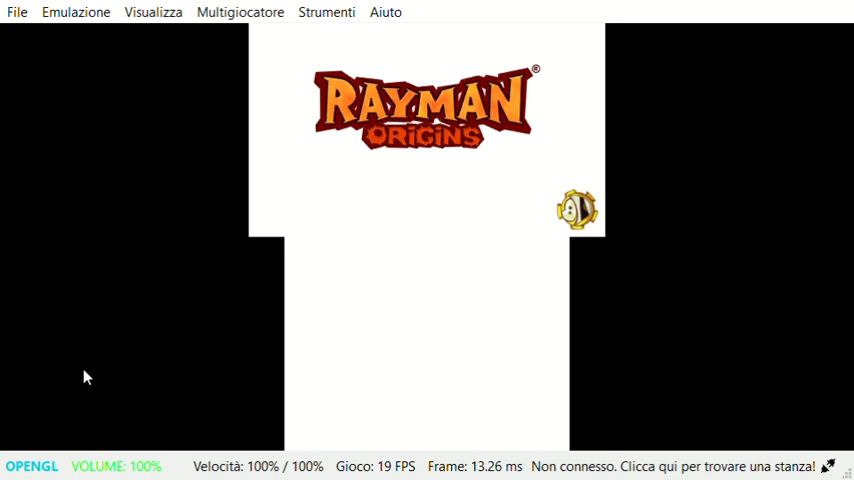 File Emulazione Visualizza Multigiocatore Strumenti Aiuto
RAYMAN®
ORIGINS
OPENGL VOLUME: 100% Velocità: 100% / 100% Gioco: 19 FPS Frame: 13.26 ms Non connesso. Clicca qui per trovare una stanza!